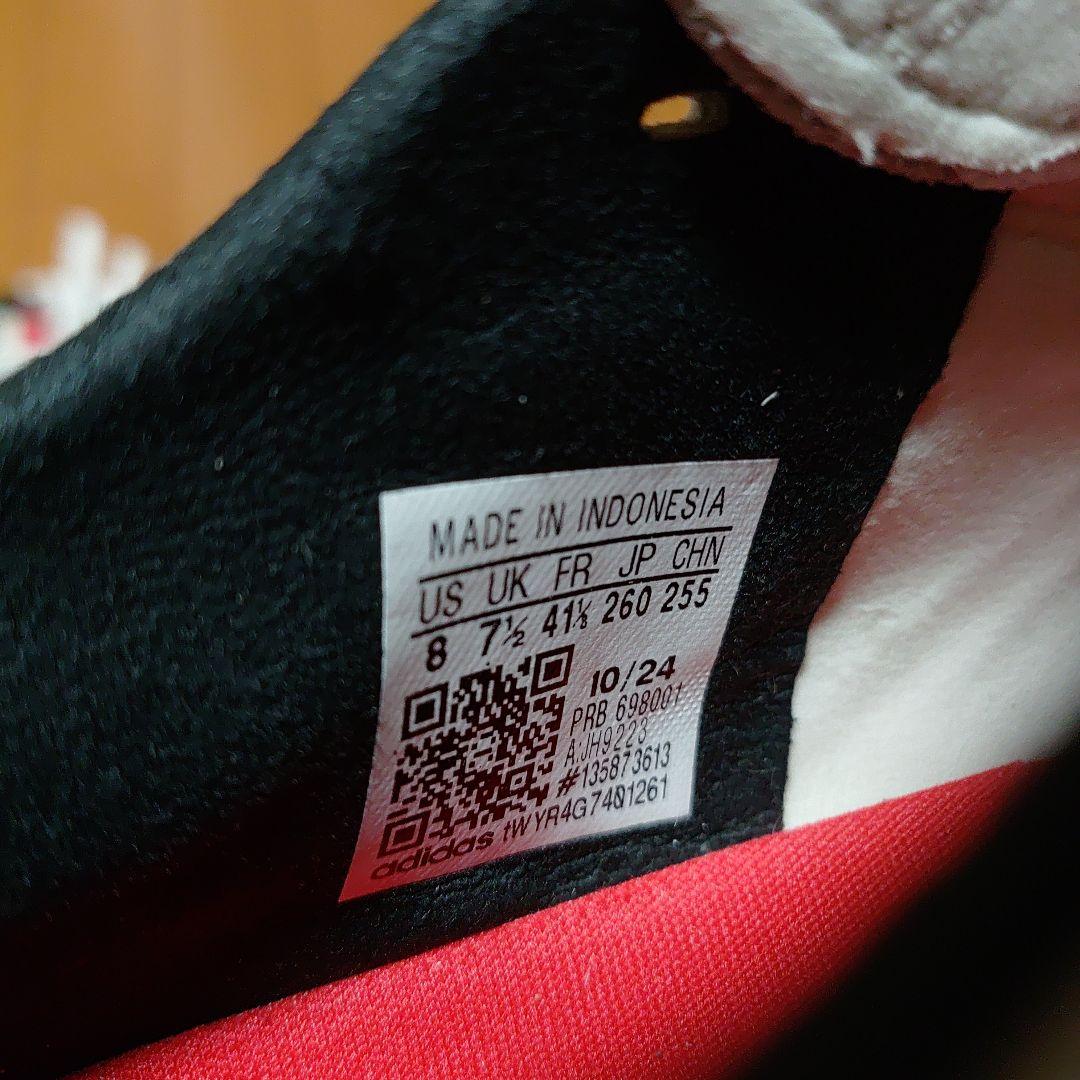 MADE IN INDONESIA
US UK FR JP CHN
8 7½ 41⅓ 260 255
10/24
PRB 698001
A.JH9223
#135873613
adidas tWYR4G7401261